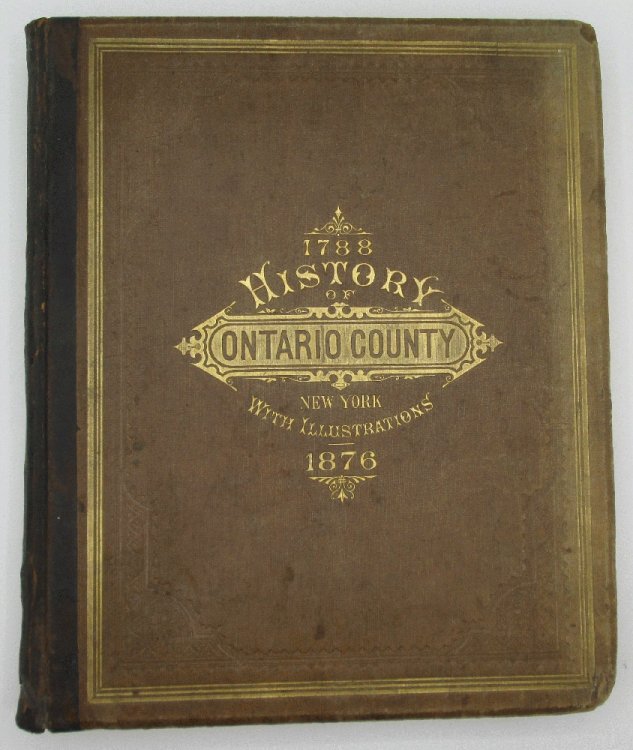 1788
HISTORY
OF
ONTARIO COUNTY
NEW YORK
WITH ILLUSTRATIONS
1876